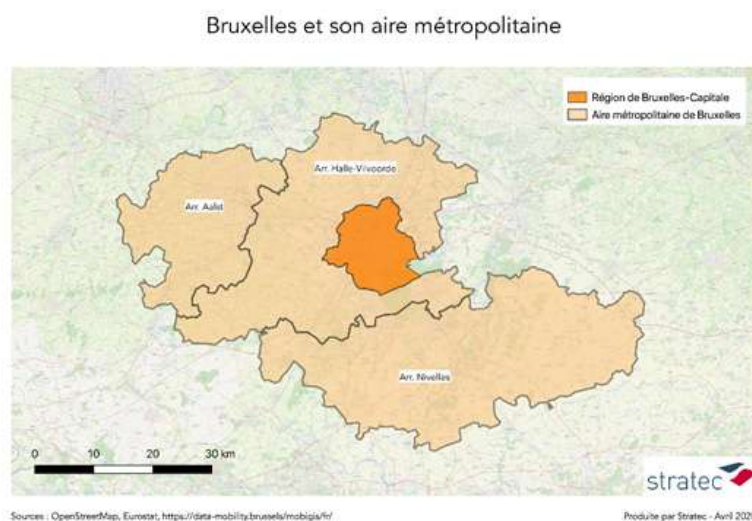 Bruxelles et son aire métropolitaine
Région de Bruxelles-Capitale
Aire métropolitaine de Bruxelles
Arr. Halle-Vilvoorde
Arr. Aalst
Arr. Nivelles
0 10 20 30 km
stratec
Sources : OpenStreetMap, Eurostat, https://data-mobility.brussels/mobigis/fr/
Produite par Stratec - Avril